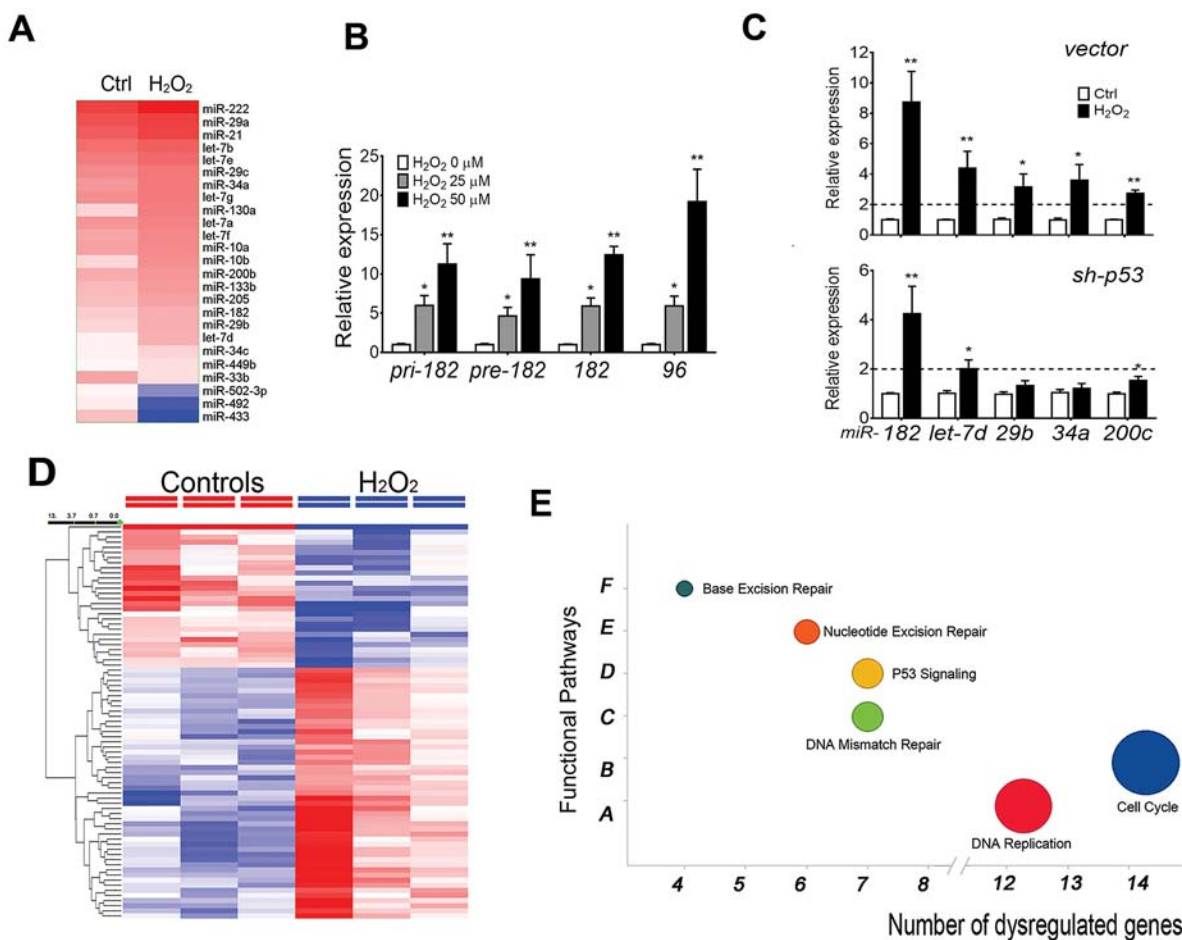 A
Ctrl H₂O₂
miR-222
miR-29a
miR-21
let-7b
let-7e
miR-29c
miR-34a
let-7g
miR-130a
let-7a
let-7f
miR-10a
miR-10b
miR-200b
miR-133b
miR-205
miR-182
miR-29b
let-7d
miR-34c
miR-449b
miR-33b
miR-502-3p
miR-492
miR-433
B
Relative expression
25
20
15
10
5
0
H₂O₂ 0 μM
H₂O₂ 25 μM
H₂O₂ 50 μM
* ** * ** * ** * **
pri-182 pre-182 182 96
C
vector
Ctrl
H₂O₂
Relative expression
12
10
8
6
4
2
0
** ** * * **
sh-p53
Relative expression
6
4
2
0
** * *
miR- 182 let-7d 29b 34a 200c
D
Controls H₂O₂
13. 3.7 0.7 0.0
E
Functional Pathways
F
E
D
C
B
A
Base Excision Repair
Nucleotide Excision Repair
P53 Signaling
DNA Mismatch Repair
Cell Cycle
DNA Replication
4 5 6 7 8 // 12 13 14
Number of dysregulated genes